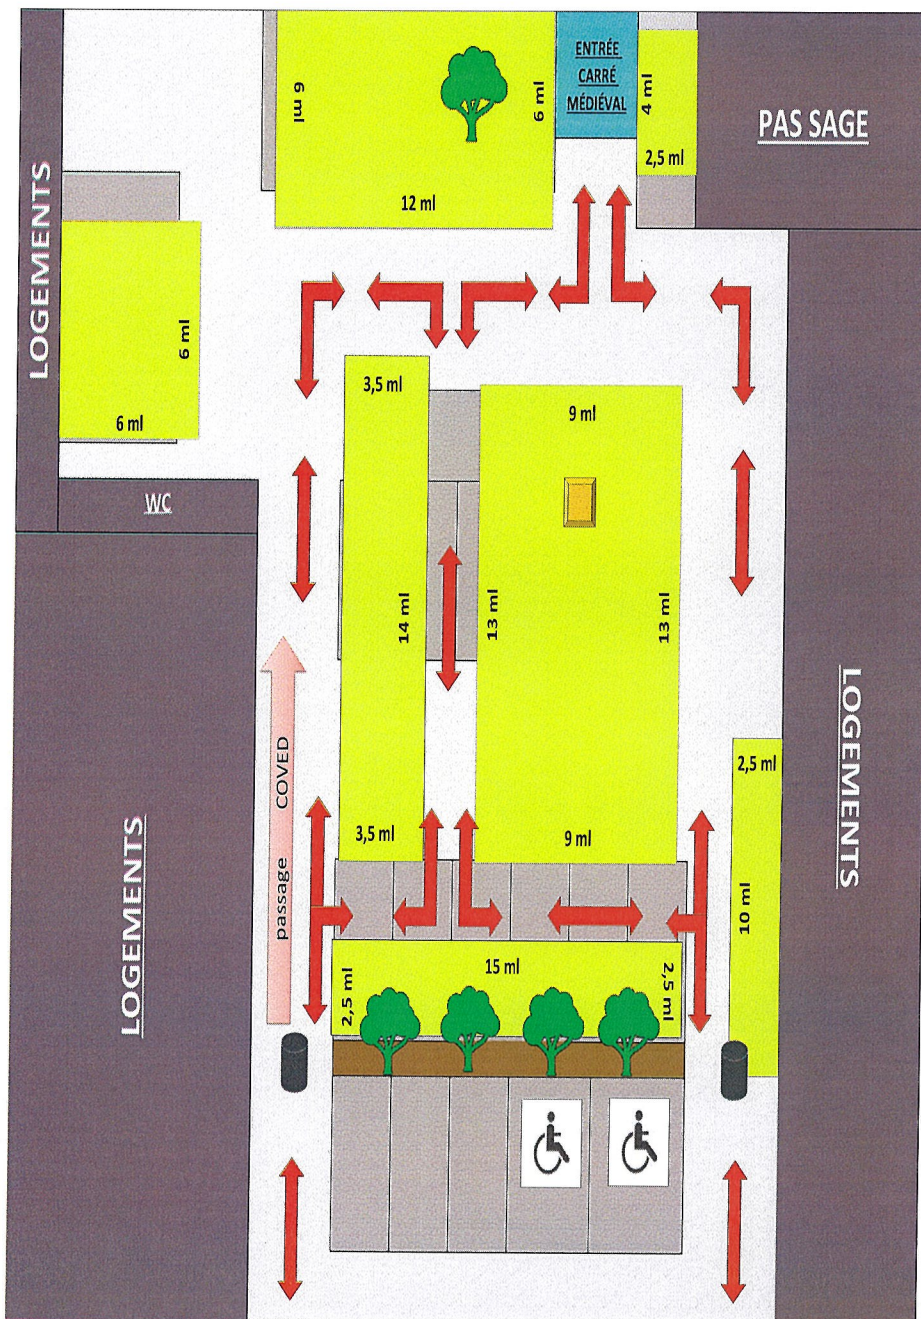 ENTRÉE
CARRÉ
MÉDIÉVAL
PAS SAGE
6 ml
6 ml
4 ml
2,5 ml
12 ml
LOGEMENTS
6 ml
6 ml
WC
3,5 ml
9 ml
14 ml
13 ml
13 ml
passage COVED
LOGEMENTS
LOGEMENTS
2,5 ml
10 ml
3,5 ml
9 ml
15 ml
2,5 ml
2,5 ml